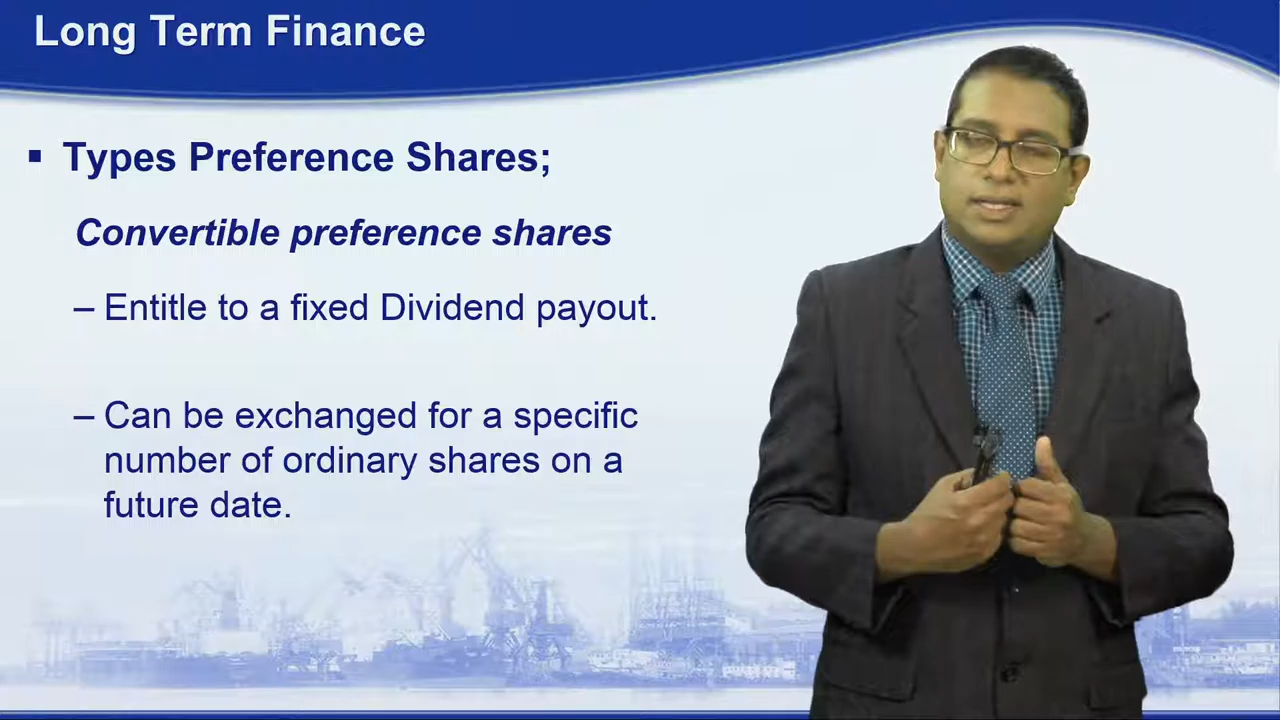 Long Term Finance
▪ Types Preference Shares;
Convertible preference shares
– Entitle to a fixed Dividend payout.
– Can be exchanged for a specific
number of ordinary shares on a
future date.